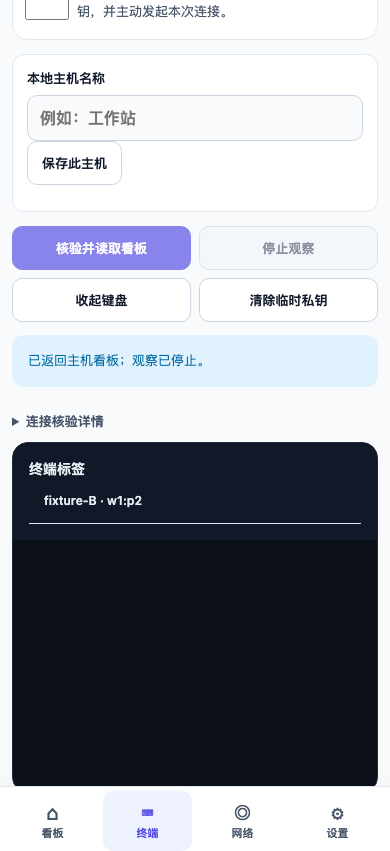 钥，并主动发起本次连接。
本地主机名称
例如：工作站
保存此主机
核验并读取看板
停止观察
收起键盘
清除临时私钥
已返回主机看板；观察已停止。
连接核验详情
终端标签
fixture-B · w1:p2
看板
终端
网络
设置